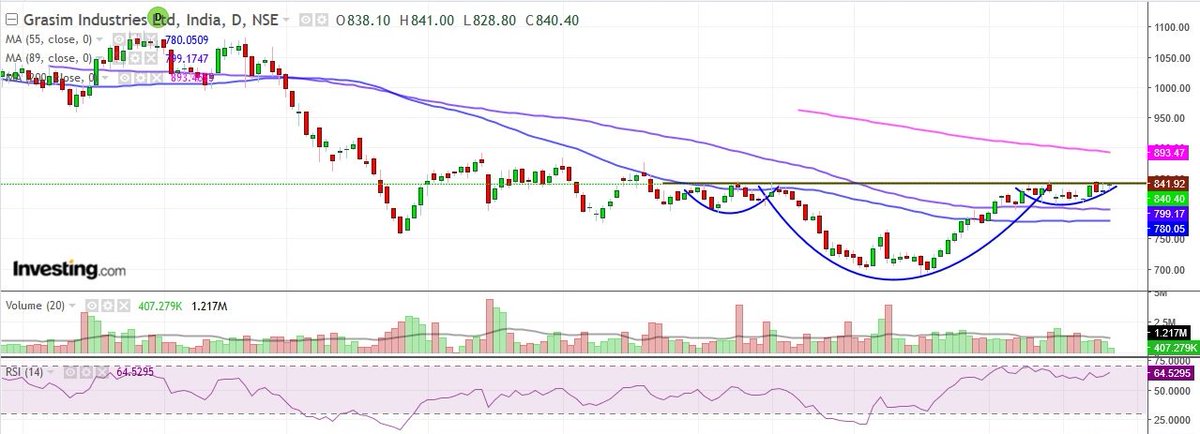 Grasim Industries Ltd, India, D, NSE O838.10 H841.00 L828.80 C840.40
D
MA (55, close, 0) 780.0509
MA (89, close, 0) 799.1747
close, 0)
1100.00
1050.00
1000.00
950.00
893.47
841.92
840.40
799.17
780.05
750.00
700.00
Investing.com
Volume (20) 407.279K 1.217M
5M
2.5M
1.217M
407.279K
RSI (14) 64.5295
75.0000
64.5295
50.0000
25.0000